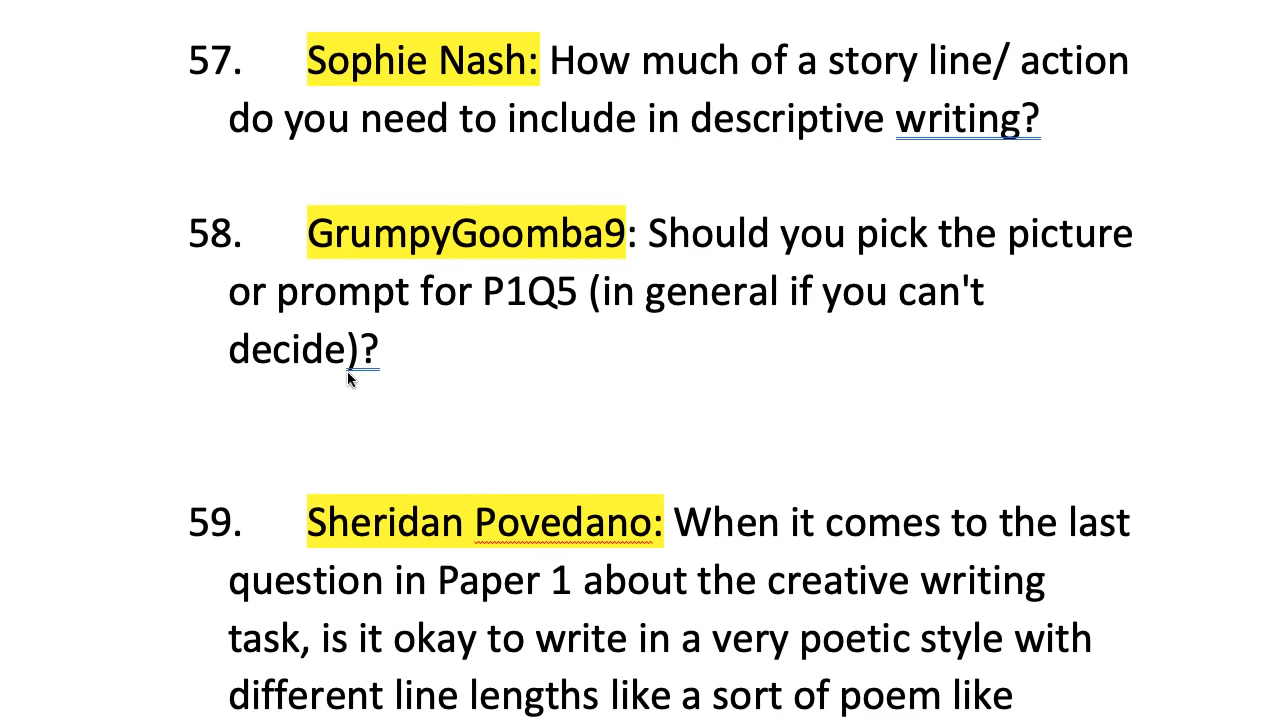 57. Sophie Nash: How much of a story line/ action
do you need to include in descriptive writing?
58. GrumpyGoomba9: Should you pick the picture
or prompt for P1Q5 (in general if you can't
decide)?
59. Sheridan Povedano: When it comes to the last
question in Paper 1 about the creative writing
task, is it okay to write in a very poetic style with
different line lengths like a sort of poem like